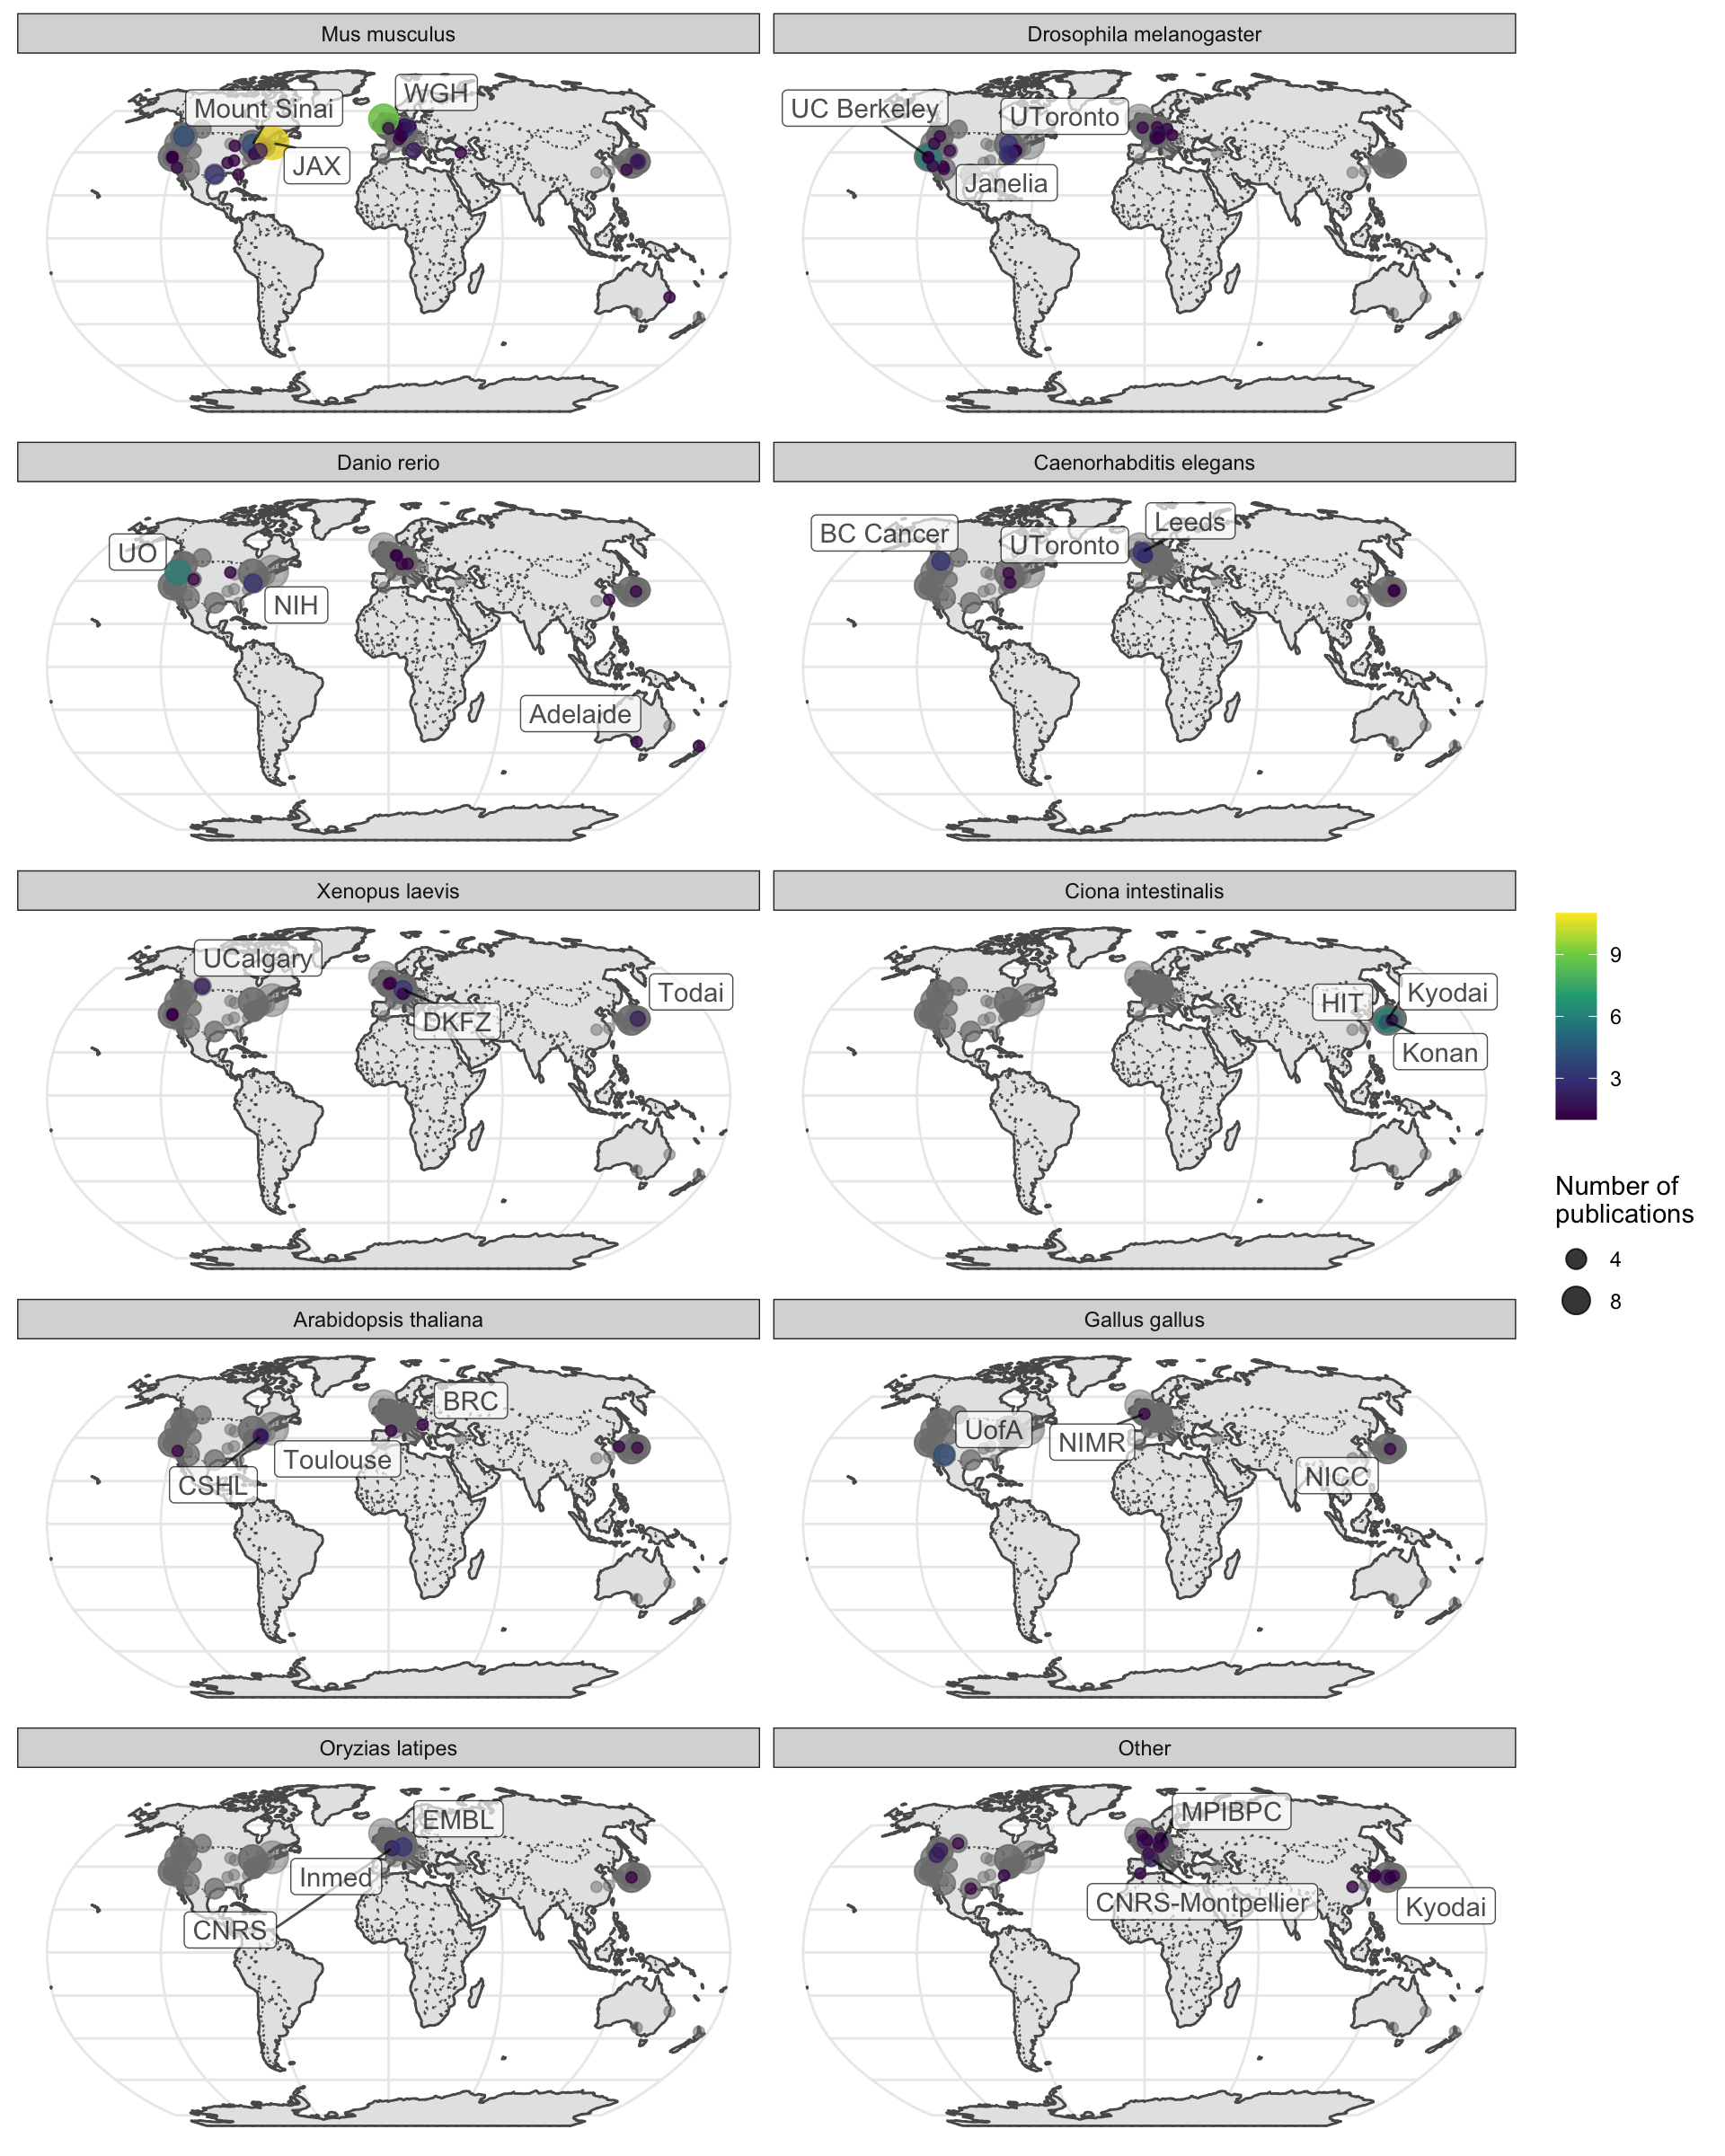 Mus musculus
Drosophila melanogaster
WGH
Mount Sinai
JAX
UC Berkeley
UToronto
Janelia
Danio rerio
Caenorhabditis elegans
UO
NIH
Adelaide
BC Cancer
UToronto
Leeds
Xenopus laevis
Ciona intestinalis
UCalgary
Todai
DKFZ
HIT
Kyodai
Konan
9
6
3
Number of
publications
4
8
Arabidopsis thaliana
Gallus gallus
BRC
Toulouse
CSHL
UofA
NIMR
NICC
Oryzias latipes
Other
EMBL
Inmed
CNRS
MPIBPC
CNRS-Montpellier
Kyodai